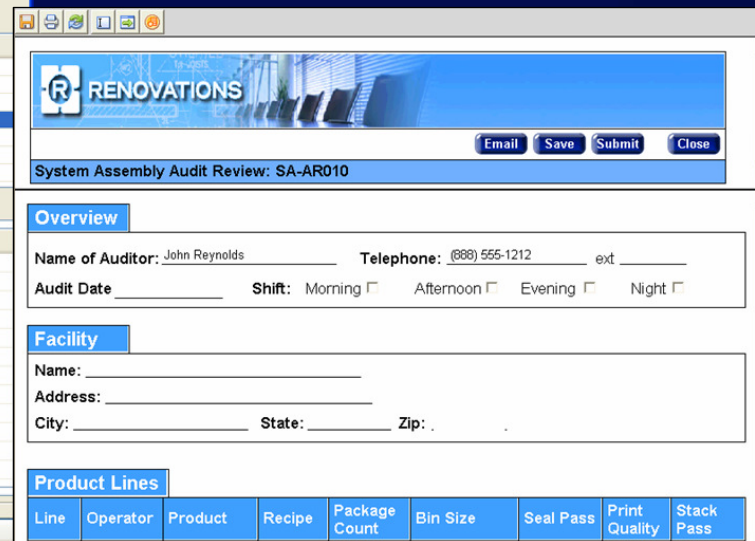 R RENOVATIONS
Email Save Submit Close
System Assembly Audit Review: SA-AR010
Overview
Name of Auditor: John Reynolds Telephone: (888) 555-1212 ext
Audit Date Shift: Morning Afternoon Evening Night
Facility
Name:
Address:
City: State: Zip:
Product Lines
Line Operator Product Recipe Package Count Bin Size Seal Pass Print Quality Stack Pass